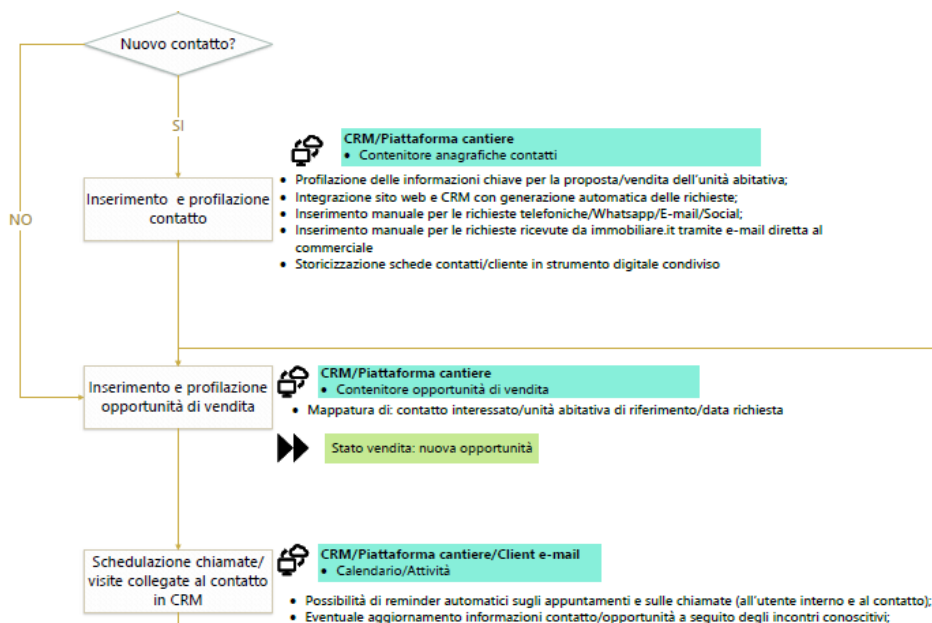 Nuovo contatto?
SI
NO
CRM/Piattaforma cantiere
• Contenitore anagrafiche contatti
Inserimento e profilazione
contatto
• Profilazione delle informazioni chiave per la proposta/vendita dell'unità abitativa;
• Integrazione sito web e CRM con generazione automatica delle richieste;
• Inserimento manuale per le richieste telefoniche/Whatsapp/E-mail/Social;
• Inserimento manuale per le richieste ricevute da immobiliare.it tramite e-mail diretta al
commerciale
• Storicizzazione schede contatti/cliente in strumento digitale condiviso
Inserimento e profilazione
opportunità di vendita
CRM/Piattaforma cantiere
• Contenitore opportunità di vendita
• Mappatura di: contatto interessato/unità abitativa di riferimento/data richiesta
Stato vendita: nuova opportunità
Schedulazione chiamate/
visite collegate al contatto
in CRM
CRM/Piattaforma cantiere/Client e-mail
• Calendario/Attività
• Possibilità di reminder automatici sugli appuntamenti e sulle chiamate (all'utente interno e al contatto);
• Eventuale aggiornamento informazioni contatto/opportunità a seguito degli incontri conoscitivi;